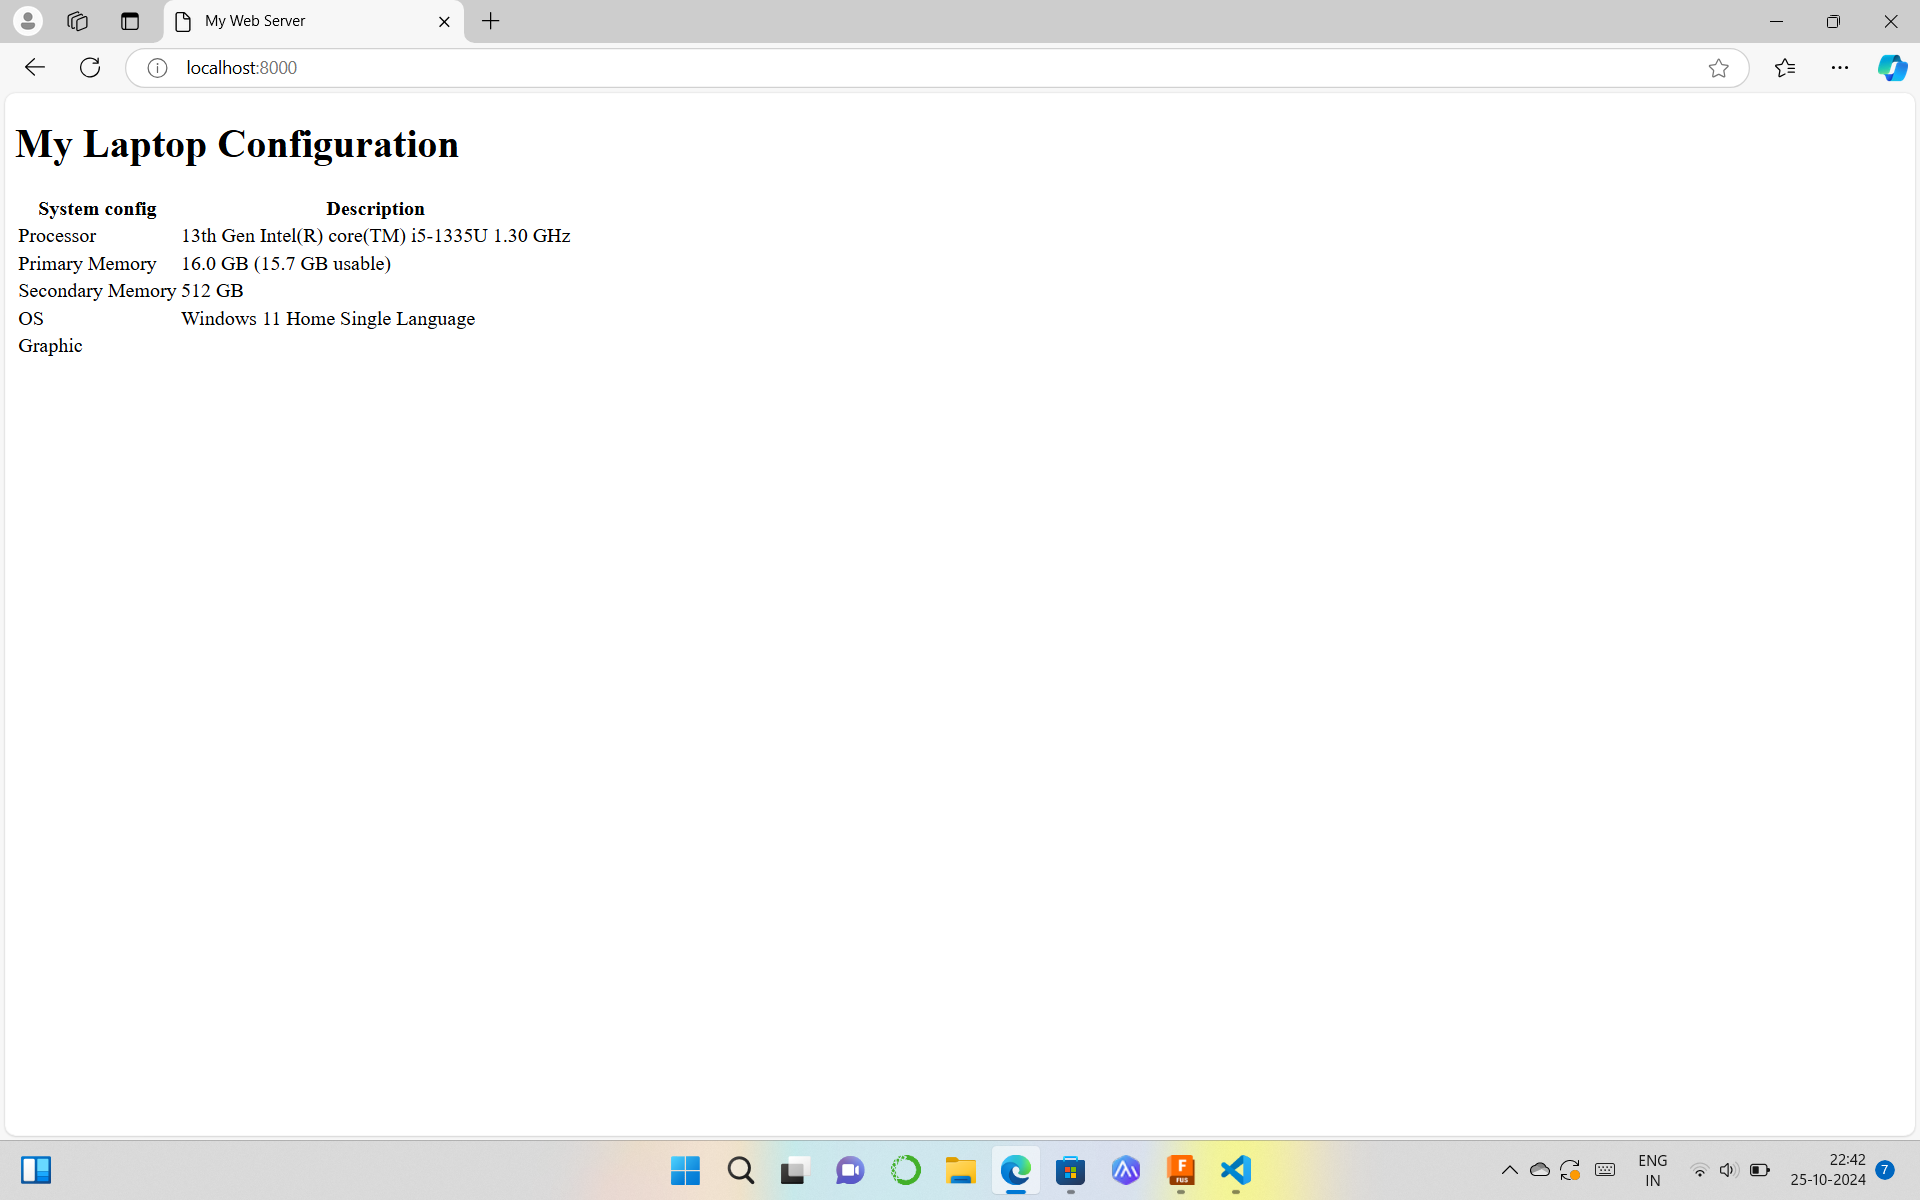 My Web Server
localhost:8000
My Laptop Configuration
System config Description
Processor 13th Gen Intel(R) core(TM) i5-1335U 1.30 GHz
Primary Memory 16.0 GB (15.7 GB usable)
Secondary Memory 512 GB
OS Windows 11 Home Single Language
Graphic
F
FUS
ENG
IN
22:42
25-10-2024
7